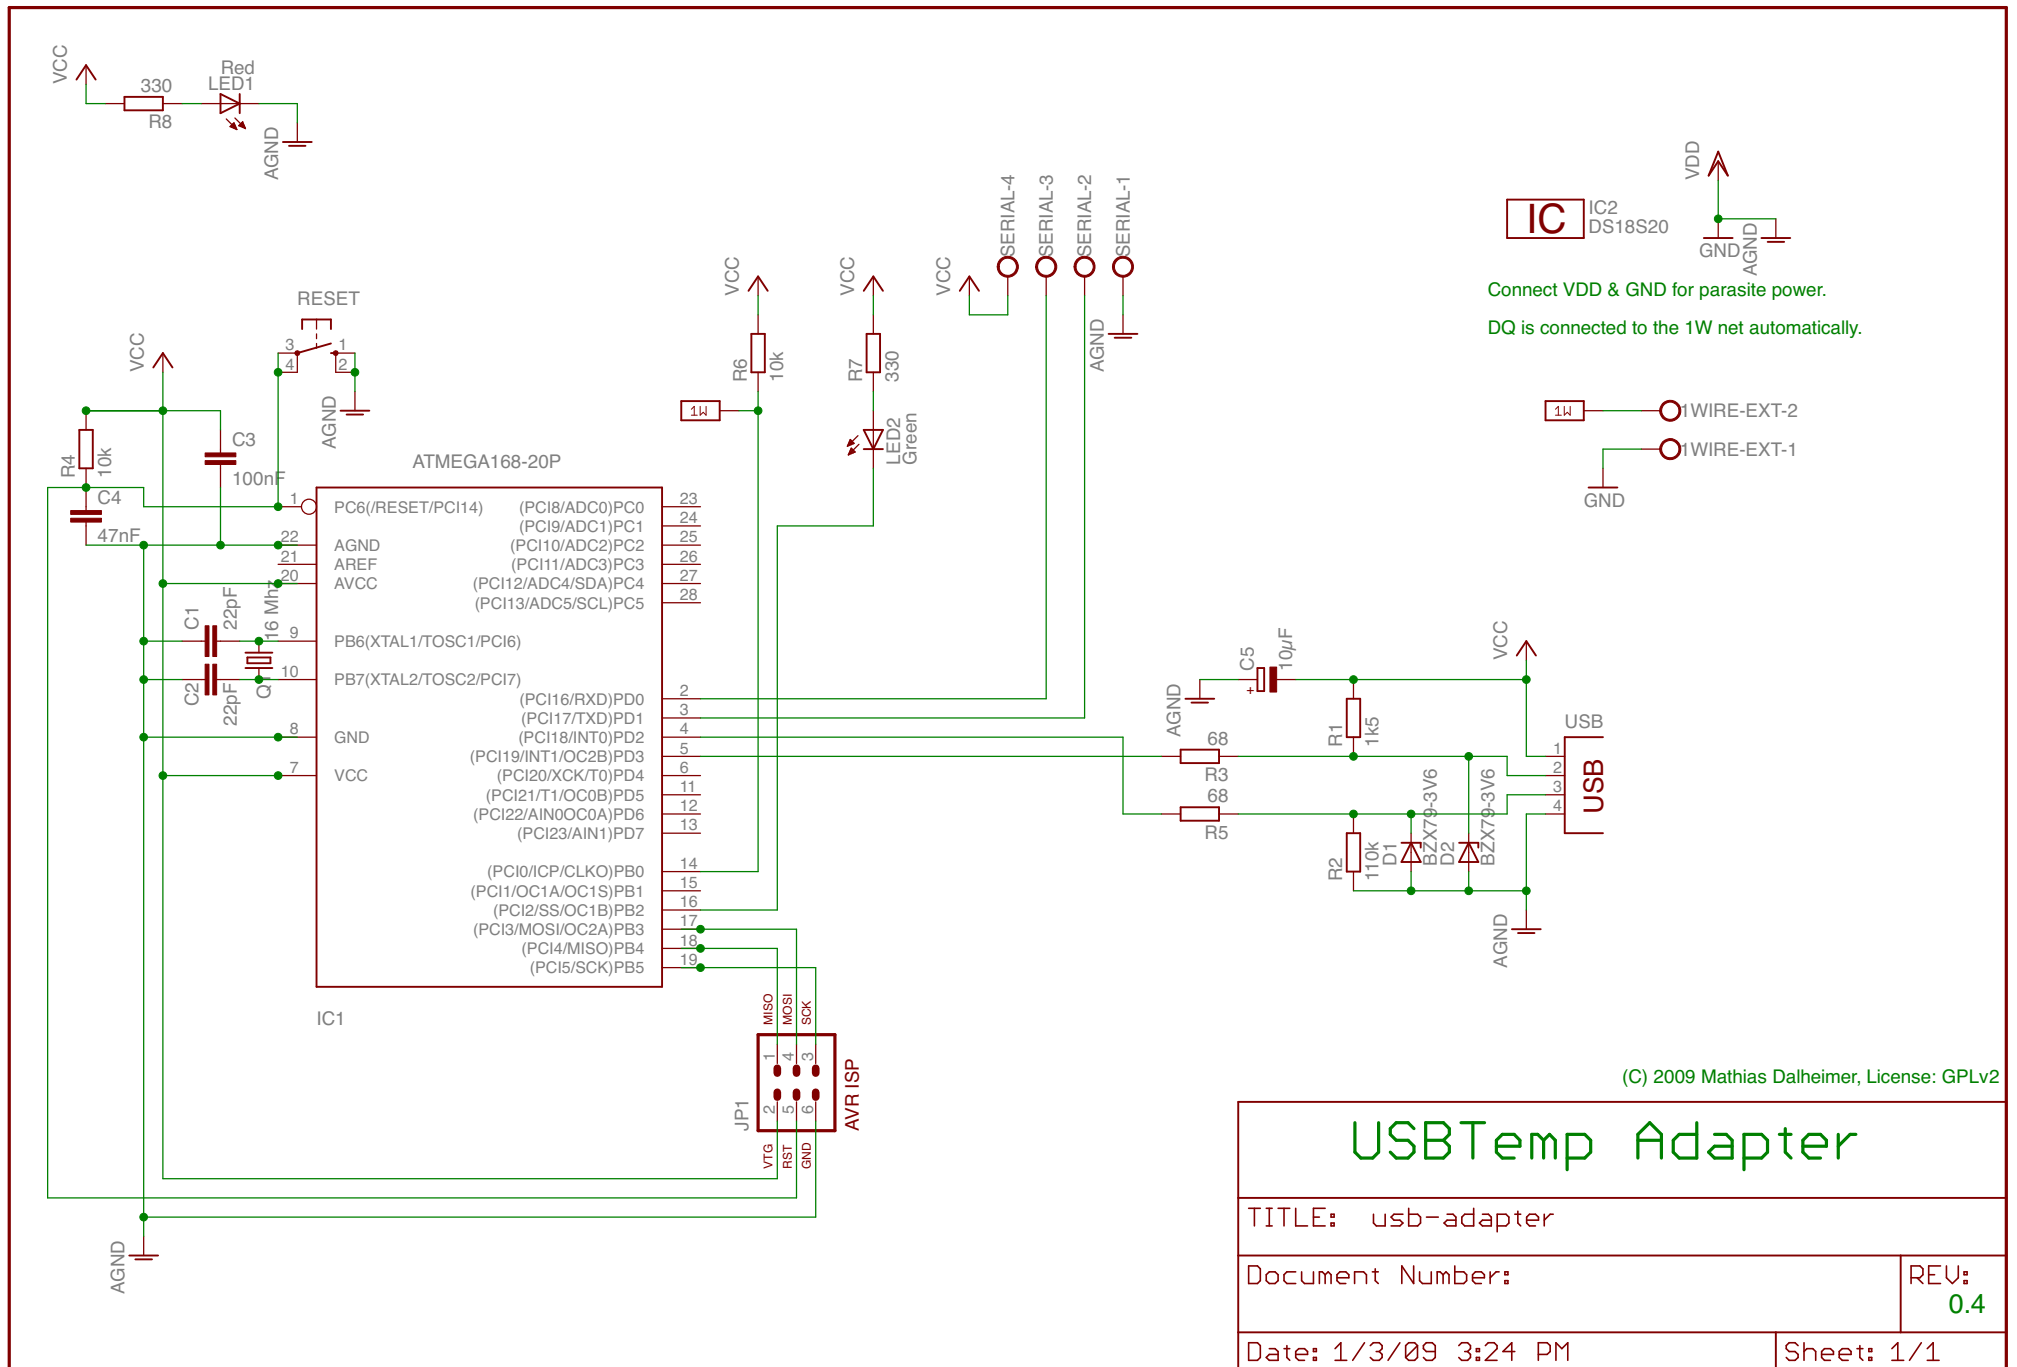 VCC
330
R8
Red
LED1
AGND
SERIAL-4
SERIAL-3
SERIAL-2
SERIAL-1
VDD
IC
IC2
DS18S20
GND
AGND
Connect VDD & GND for parasite power.
DQ is connected to the 1W net automatically.
1W
1WIRE-EXT-2
1WIRE-EXT-1
GND
VCC
VCC
VCC
AGND
R6
10k
R7
330
1W
LED2
Green
RESET
3
4
1
2
AGND
VCC
R4
10k
C3
100nF
C4
47nF
ATMEGA168-20P
1
PC6(/RESET/PCI14)
22
AGND
21
AREF
20
AVCC
9
PB6(XTAL1/TOSC1/PCI6)
10
PB7(XTAL2/TOSC2/PCI7)
8
GND
7
VCC
C1
22pF
C2
22pF
16 Mhz
(PCI8/ADC0)PC0
23
(PCI9/ADC1)PC1
24
(PCI10/ADC2)PC2
25
(PCI11/ADC3)PC3
26
(PCI12/ADC4/SDA)PC4
27
(PCI13/ADC5/SCL)PC5
28
(PCI16/RXD)PD0
2
(PCI17/TXD)PD1
3
(PCI18/INT0)PD2
4
(PCI19/INT1/OC2B)PD3
5
(PCI20/XCK/T0)PD4
6
(PCI21/T1/OC0B)PD5
11
(PCI22/AIN0OC0A)PD6
12
(PCI23/AIN1)PD7
13
(PCI0/ICP/CLKO)PB0
14
(PCI1/OC1A/OC1S)PB1
15
(PCI2/SS/OC1B)PB2
16
(PCI3/MOSI/OC2A)PB3
17
(PCI4/MISO)PB4
18
(PCI5/SCK)PB5
19
IC1
MISO
MOSI
SCK
1
4
3
2
5
6
JP1
AVR ISP
VTG
RST
GND
AGND
AGND
C5
10µF
+
VCC
R1
1k5
68
R3
68
R5
R2
110k
D1
BZX79-3V6
D2
BZX79-3V6
USB
1
2
3
4
USB
AGND
(C) 2009 Mathias Dalheimer, License: GPLv2
USBTemp Adapter
TITLE: usb-adapter
Document Number:
REV:
0.4
Date: 1/3/09 3:24 PM
Sheet: 1/1